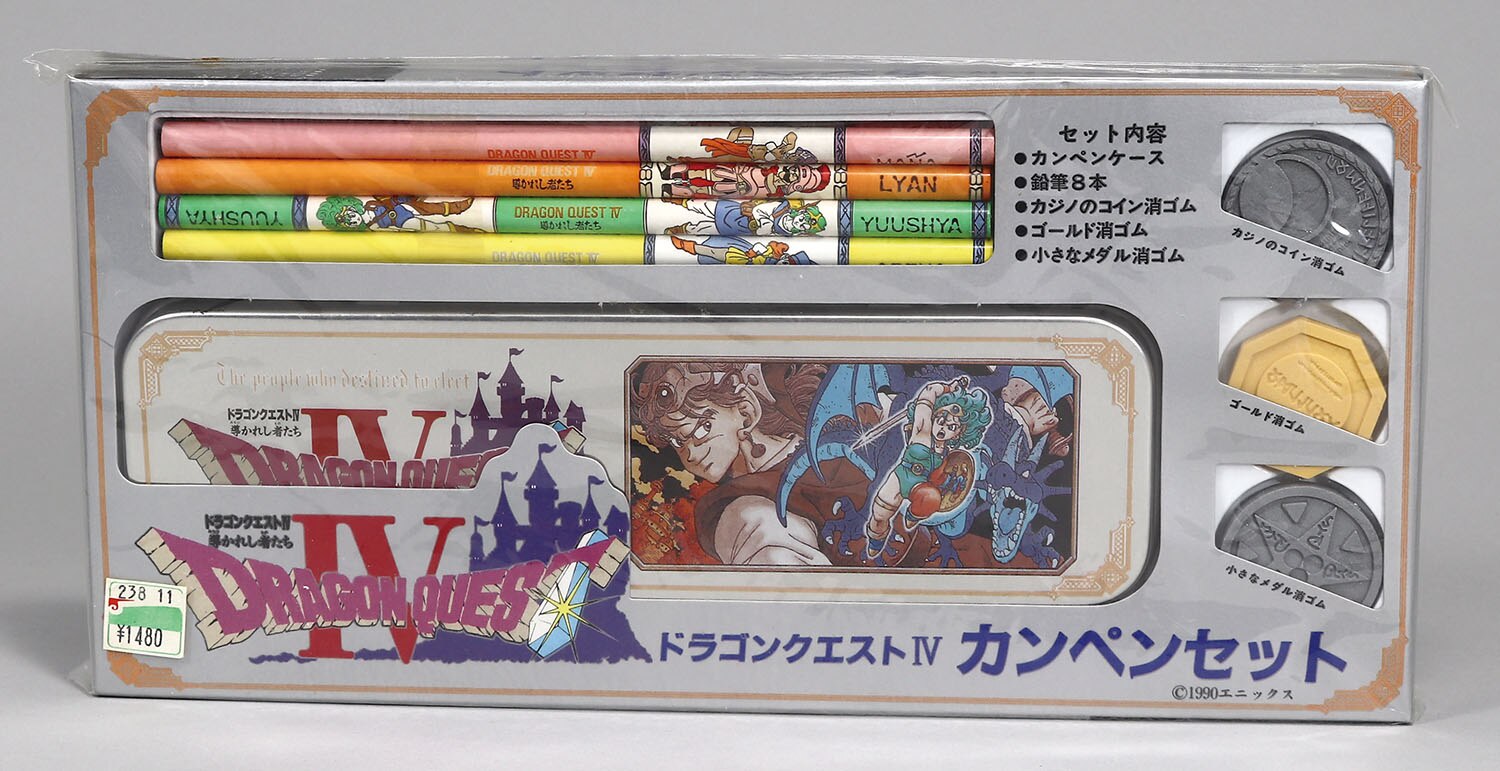 DRAGON QUEST IV
DRAGON QUEST IV
導かれし者たち
LYAN
YUUSHYA
DRAGON QUEST IV
導かれし者たち
YUUSHYA
DRAGON QUEST IV
セット内容
●カンペンケース
●鉛筆8本
●カジノのコイン消ゴム
●ゴールド消ゴム
●小さなメダル消ゴム
カジノのコイン消ゴム
ゴールド消ゴム
小さなメダル消ゴム
The people who destined to elect
ドラゴンクエストIV
導かれし者たち
IV
DRAGON QUES
ドラゴンクエストIV
導かれし者たち
IV
DRAGON QUEST
238 11
¥1480
ドラゴンクエストIV カンペンセット
©1990エニックス